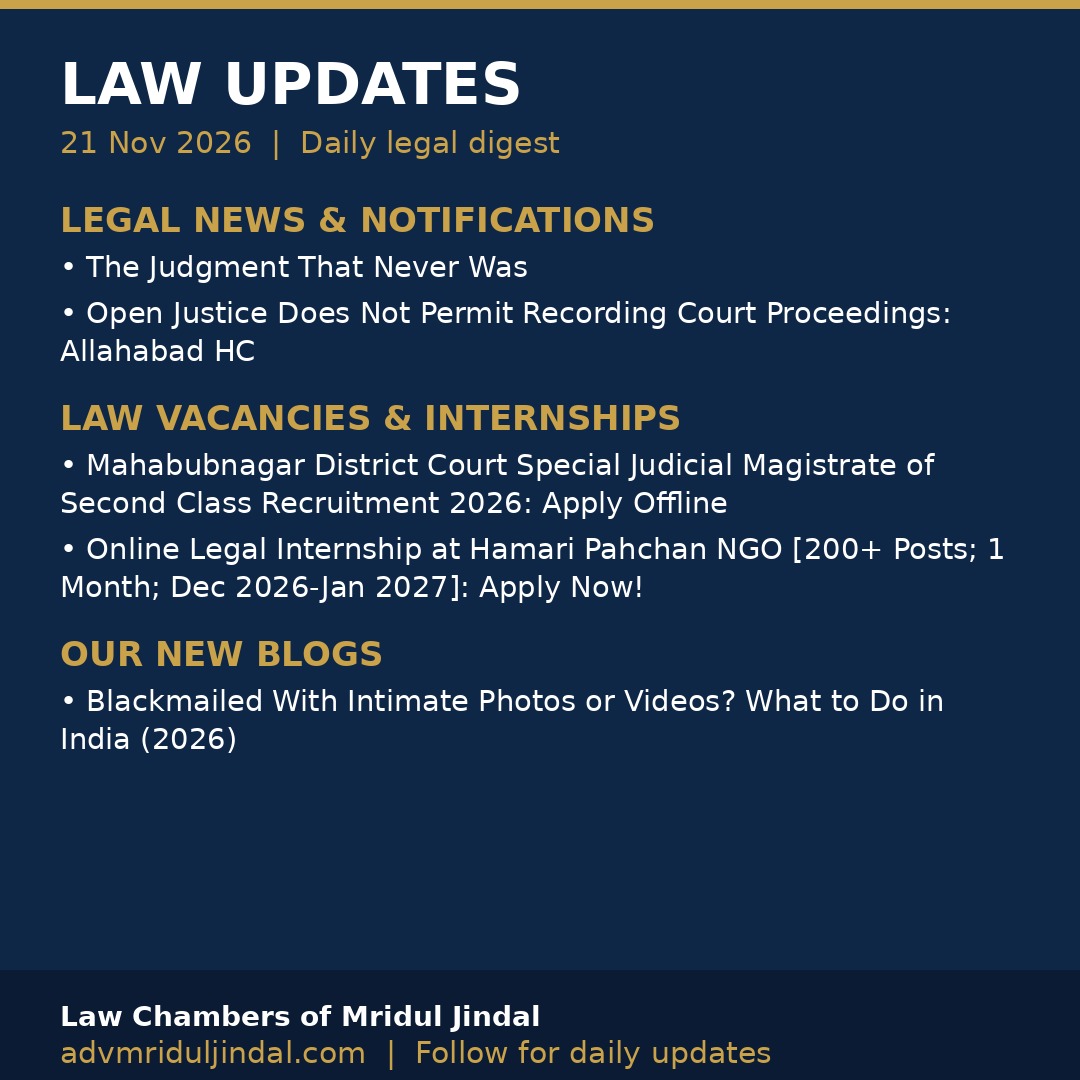 LAW UPDATES
21 Nov 2026 | Daily legal digest
LEGAL NEWS & NOTIFICATIONS
• The Judgment That Never Was
• Open Justice Does Not Permit Recording Court Proceedings:
Allahabad HC
LAW VACANCIES & INTERNSHIPS
• Mahabubnagar District Court Special Judicial Magistrate of
Second Class Recruitment 2026: Apply Offline
• Online Legal Internship at Hamari Pahchan NGO [200+ Posts; 1
Month; Dec 2026-Jan 2027]: Apply Now!
OUR NEW BLOGS
• Blackmailed With Intimate Photos or Videos? What to Do in
India (2026)
Law Chambers of Mridul Jindal
advmriduljindal.com | Follow for daily updates